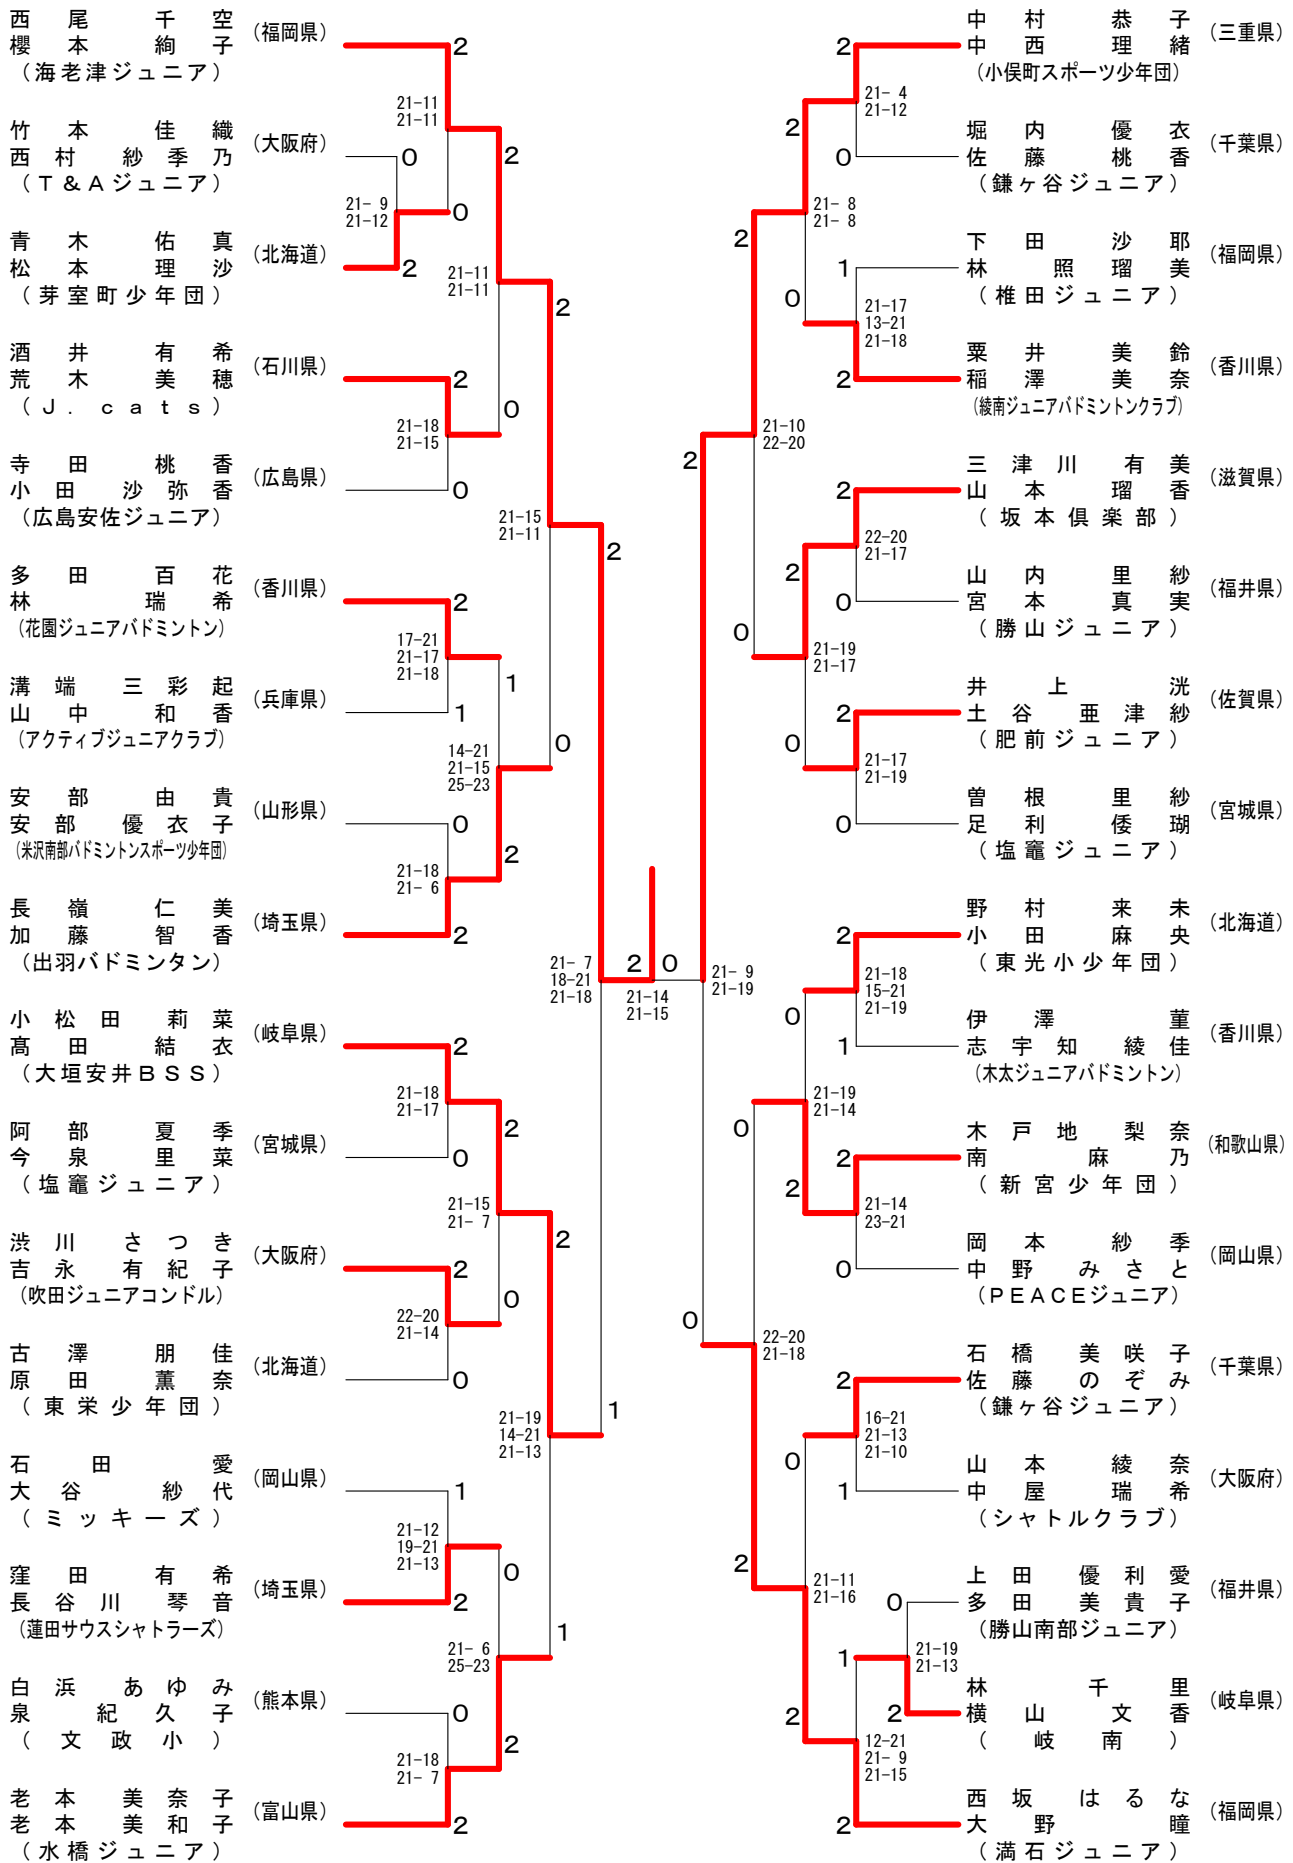 西尾千空
櫻本絢子
(福岡県)
(海老津ジュニア)
2
21-11
21-11
竹本佳織
西村紗季乃
(大阪府)
(T&Aジュニア)
0
2
21- 9
21-12
0
青木佑真
松本理沙
(北海道)
(芽室町少年団)
2
21-11
21-11
2
酒井有希
荒木美穂
(石川県)
(J.cats)
2
0
21-18
21-15
寺田桃香
小田沙弥香
(広島県)
(広島安佐ジュニア)
0
21-15
21-11
2
多田百花
林瑞希
(香川県)
(花園ジュニアバドミントン)
2
17-21
21-17
21-18
1
溝端三彩起
山中和香
(兵庫県)
(アクティブジュニアクラブ)
1
0
14-21
21-15
25-23
安部由貴
安部優衣子
(山形県)
(米沢南部バドミントンスポーツ少年団)
0
2
21-18
21- 6
長嶺仁美
加藤智香
(埼玉県)
(出羽バドミンタン)
2
21- 7
18-21
21-18
2
0
21-14
21-15
小松田莉菜
髙田結衣
(岐阜県)
(大垣安井BSS)
2
21-18
21-17
2
阿部夏季
今泉里菜
(宮城県)
(塩竈ジュニア)
0
21-15
21- 7
2
渋川さつき
吉永有紀子
(大阪府)
(吹田ジュニアコンドル)
2
0
22-20
21-14
古澤朋佳
原田薫奈
(北海道)
(東栄少年団)
0
1
21-19
14-21
21-13
石田愛
大谷紗代
(岡山県)
(ミッキーズ)
1
21-12
19-21
21-13
0
窪田有希
長谷川琴音
(埼玉県)
(蓮田サウスシャトラーズ)
2
1
21- 6
25-23
白浜あゆみ
泉紀久子
(熊本県)
(文政小)
0
2
21-18
21- 7
老本美奈子
老本美和子
(富山県)
(水橋ジュニア)
2
中村恭子
中西理緒
(三重県)
(小俣町スポーツ少年団)
2
21- 4
21-12
2
堀内優衣
佐藤桃香
(千葉県)
(鎌ヶ谷ジュニア)
0
21- 8
21- 8
2
下田沙耶
林照瑠美
(福岡県)
(椎田ジュニア)
1
0
21-17
13-21
21-18
粟井美鈴
稲澤美奈
(香川県)
(綾南ジュニアバドミントンクラブ)
2
21-10
22-20
2
三津川有美
山本瑠香
(滋賀県)
(坂本倶楽部)
2
22-20
21-17
2
山内里紗
宮本真実
(福井県)
(勝山ジュニア)
0
0
21-19
21-17
井上洸
土谷亜津紗
(佐賀県)
(肥前ジュニア)
2
0
21-17
21-19
曽根里紗
足利倭瑚
(宮城県)
(塩竈ジュニア)
0
野村来未
小田麻央
(北海道)
(東光小少年団)
2
21- 9
21-19
21-18
15-21
21-19
0
伊澤菫
志宇知綾佳
(香川県)
(木太ジュニアバドミントン)
1
21-19
21-14
0
木戸地梨奈
南麻乃
(和歌山県)
(新宮少年団)
2
2
21-14
23-21
岡本紗季
中野みさと
(岡山県)
(PEACEジュニア)
0
0
22-20
21-18
石橋美咲子
佐藤のぞみ
(千葉県)
(鎌ヶ谷ジュニア)
2
16-21
21-13
21-10
0
山本綾奈
中屋瑞希
(大阪府)
(シャトルクラブ)
1
2
21-11
21-16
上田優利愛
多田美貴子
(福井県)
(勝山南部ジュニア)
0
21-19
21-13
1
林千里
横山文香
(岐阜県)
(岐南)
2
2
12-21
21- 9
21-15
西坂はるな
大野瞳
(福岡県)
(満石ジュニア)
2